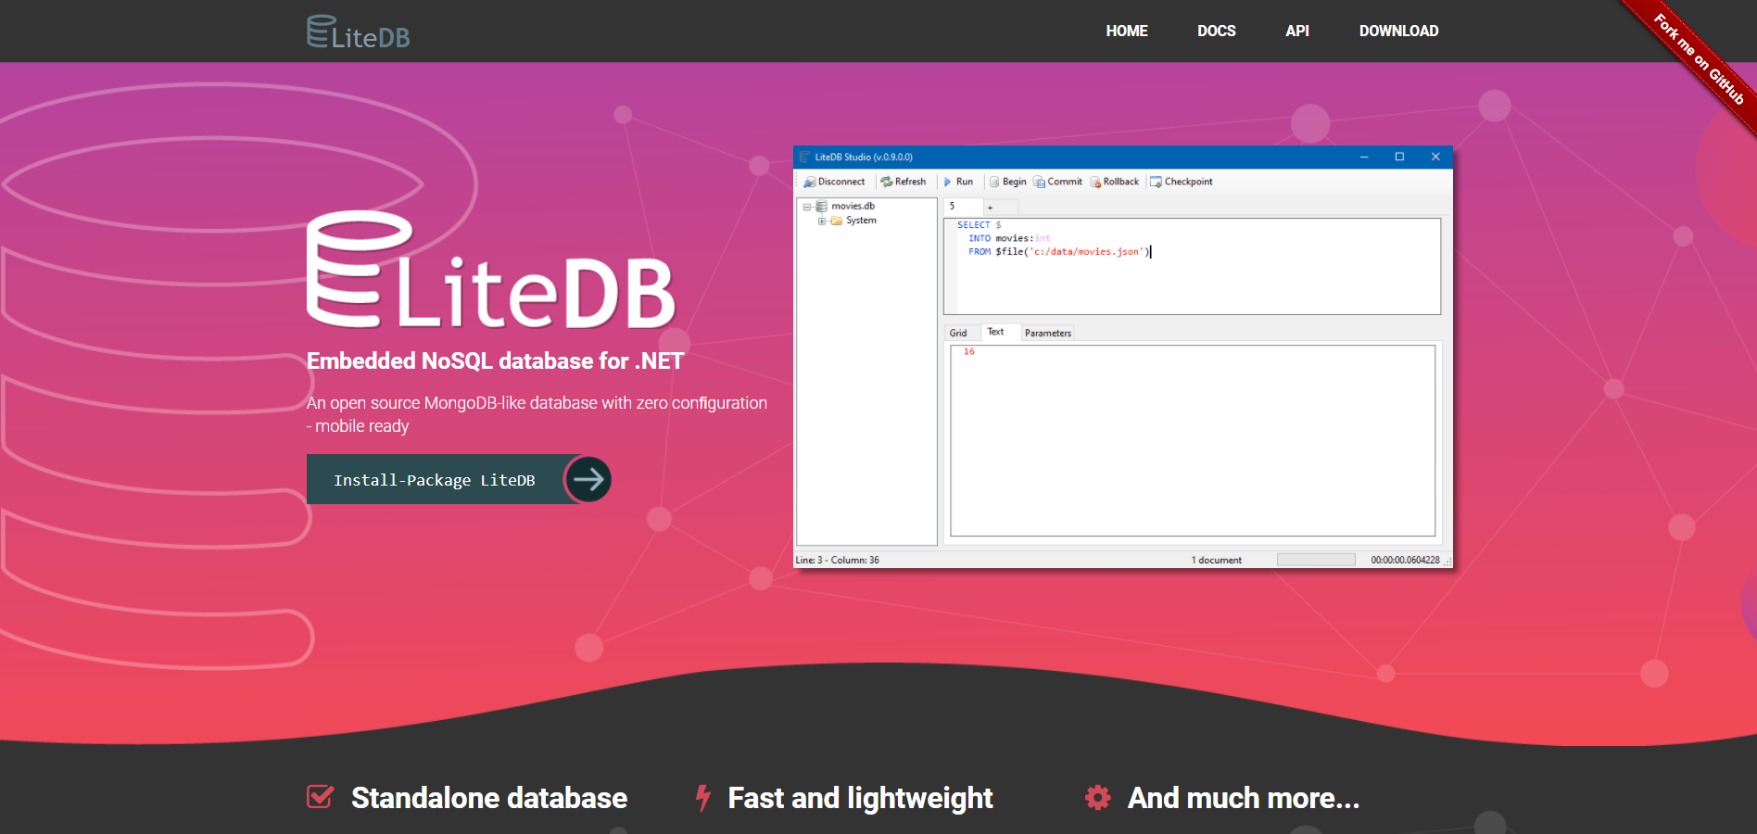 LiteDB
HOME DOCS API DOWNLOAD
Fork me on GitHub
LiteDB
Embedded NoSQL database for .NET
An open source MongoDB-like database with zero configuration
- mobile ready
Install-Package LiteDB
LiteDB Studio (v.0.9.0.0)
Disconnect Refresh Run Begin Commit Rollback Checkpoint
movies.db
System
5 +
SELECT $
INTO movies:int
FROM $file('c:/data/movies.json')
Grid Text Parameters
16
Line: 3 - Column: 36 1 document 00:00:00.0604228
Standalone database Fast and lightweight And much more...